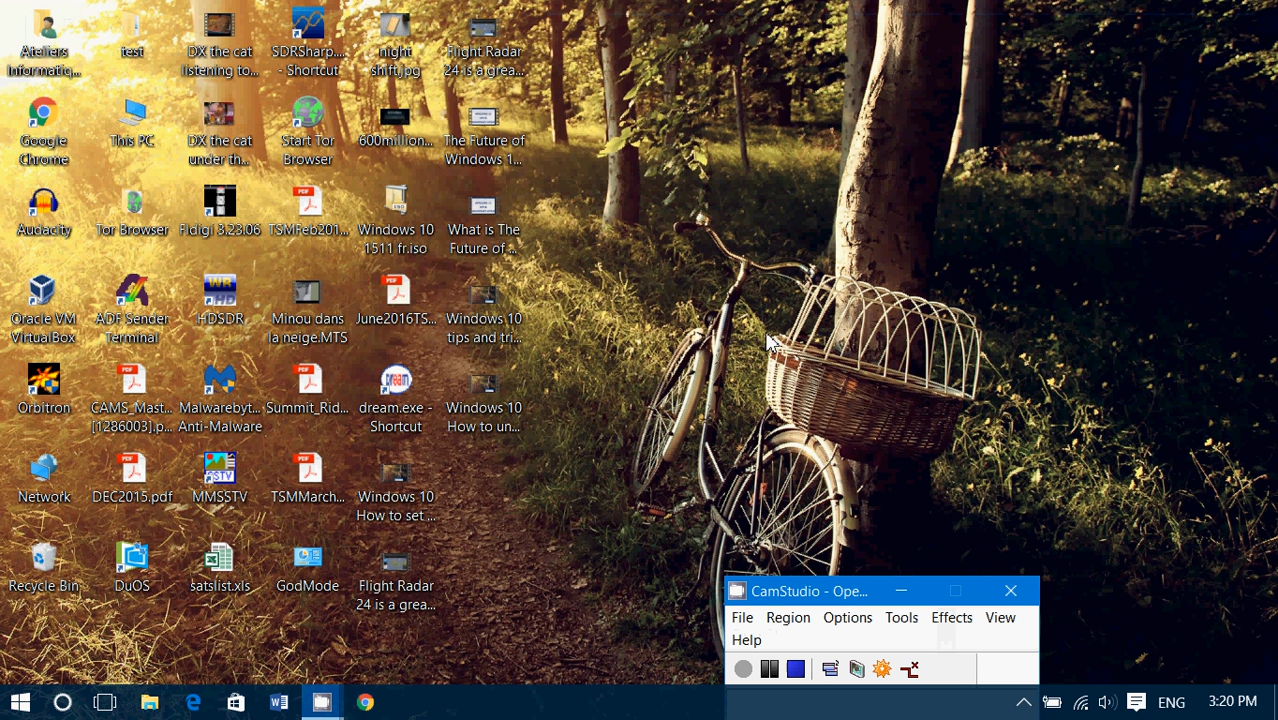 Ateliers
Informatiq...
test
DX the cat
listening to...
SDRSharp....
- Shortcut
night
shift.jpg
Flight Radar
24 is a grea...
Google
Chrome
This PC
DX the cat
under th...
Start Tor
Browser
600million...
The Future of
Windows 1...
Audacity
Tor Browser
Fldigi 3.23.06
TSMFeb201...
Windows 10
1511 fr.iso
What is The
Future of ...
Oracle VM
VirtualBox
ADF Sender
Terminal
HDSDR
Minou dans
la neige.MTS
June2016TS...
Windows 10
tips and tri...
Orbitron
CAMS_Mast...
[1286003].p...
Malwarebyt...
Anti-Malware
Summit_Rid...
dream.exe -
Shortcut
Windows 10
How to un...
Network
DEC2015.pdf
MMSSTV
TSMMarch...
Windows 10
How to set ...
Recycle Bin
DuOS
satslist.xls
GodMode
Flight Radar
24 is a grea...
CamStudio - Ope...
File Region Options Tools Effects View
Help
ENG 3:20 PM